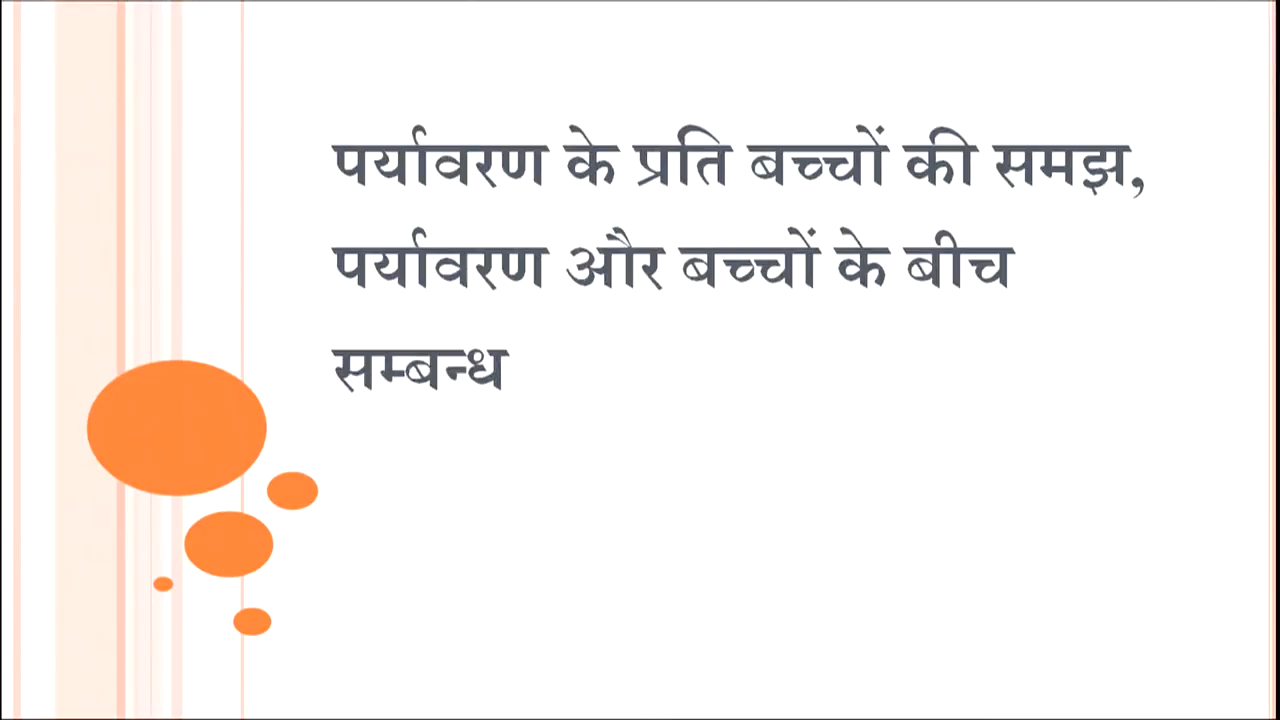 पर्यावरण के प्रति बच्चों की समझ,
पर्यावरण और बच्चों के बीच
सम्बन्ध